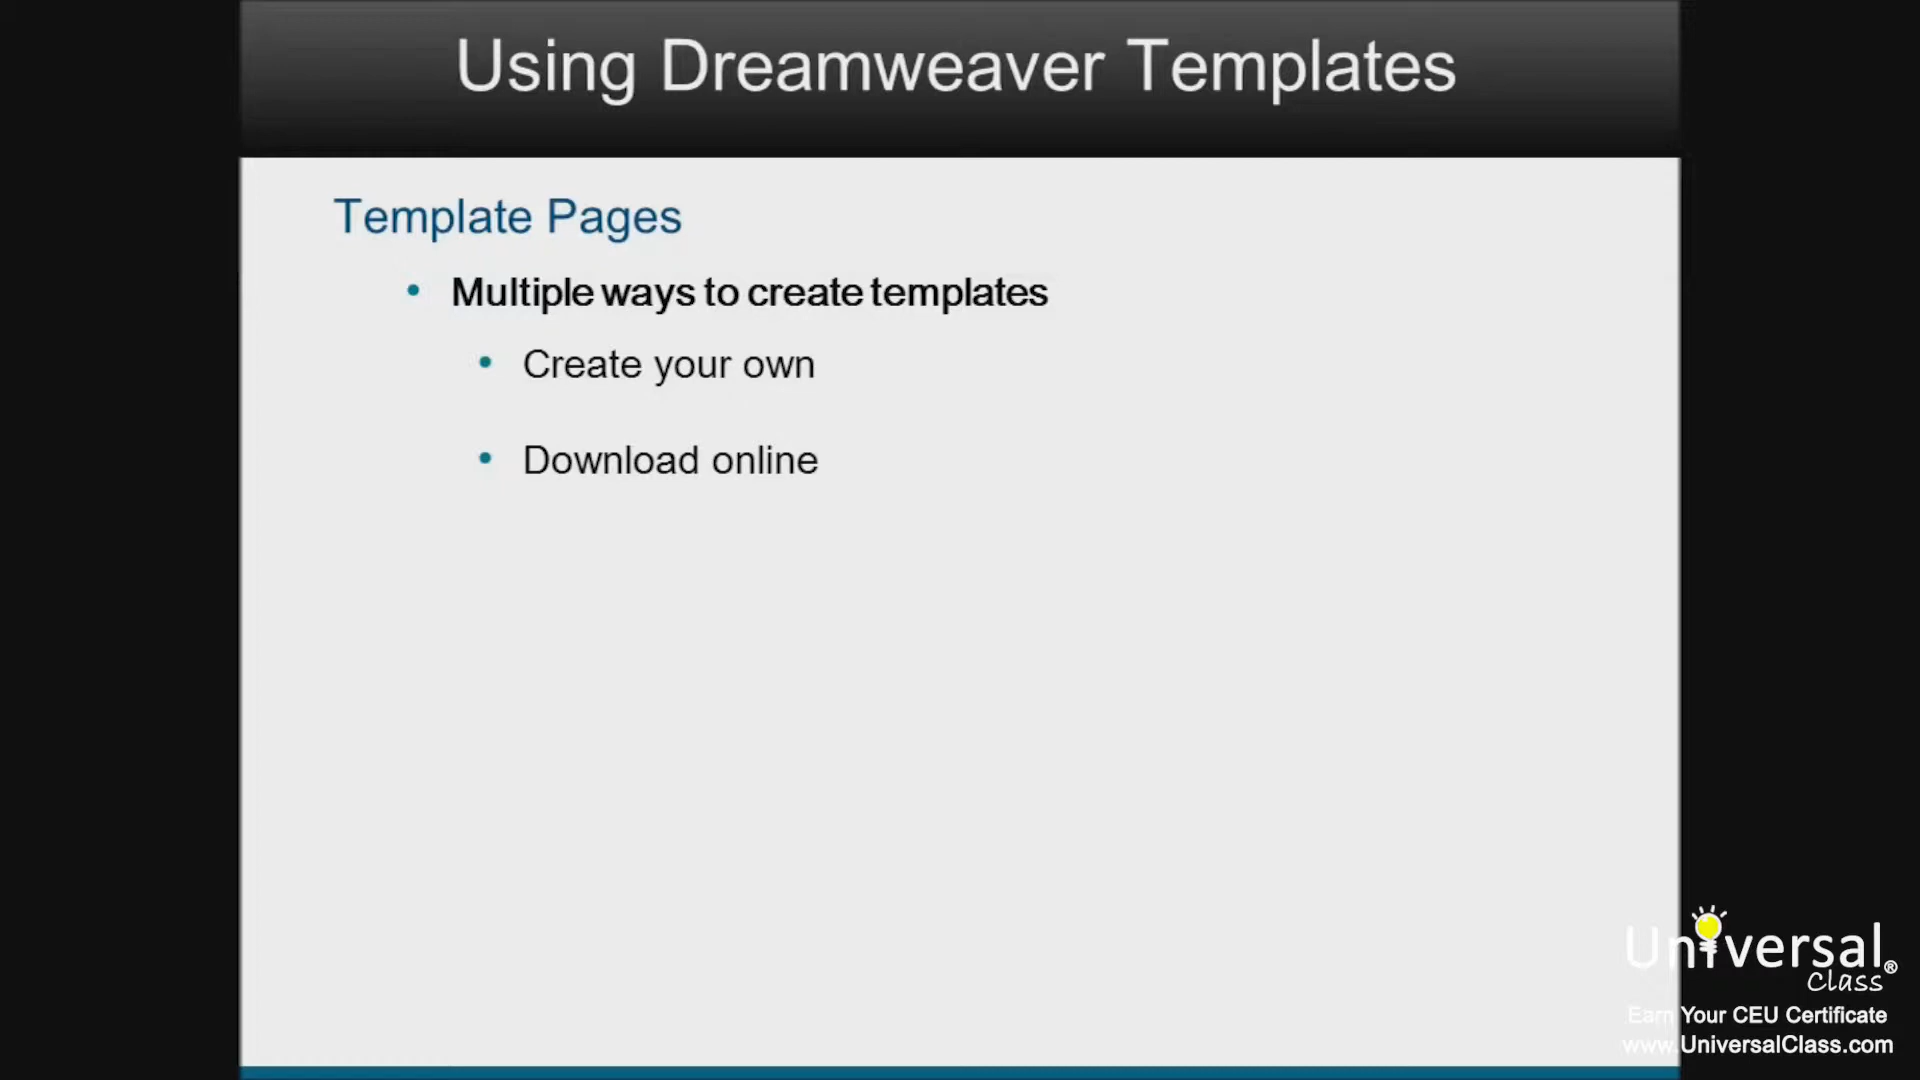 Using Dreamweaver Templates
Template Pages
• Multiple ways to create templates
• Create your own
• Download online
Universal®
Class
Earn Your CEU Certificate
www.UniversalClass.com